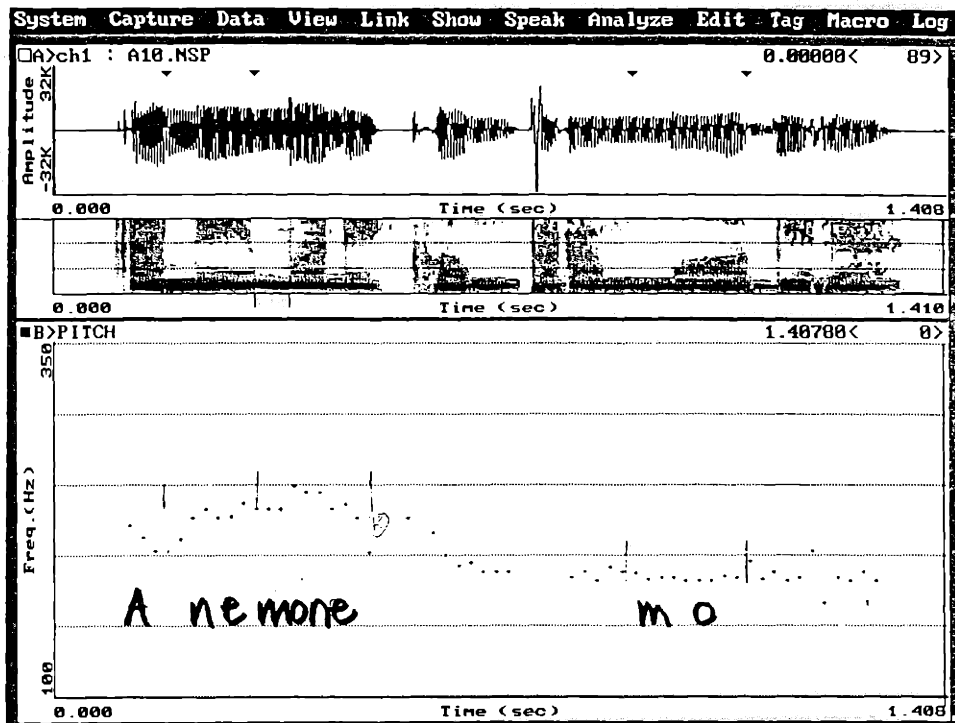 System Capture Data View Link Show Speak Analyze Edit Tag Macro Log
A>ch1 : A10.NSP 0.00000< 89>
Amplitude
32K
-32K
0.000 Time (sec) 1.408
0.000 Time (sec) 1.410
B>PITCH 1.40780< 0>
350
Freq.(Hz)
A nemone mo
100
0.000 Time (sec) 1.408